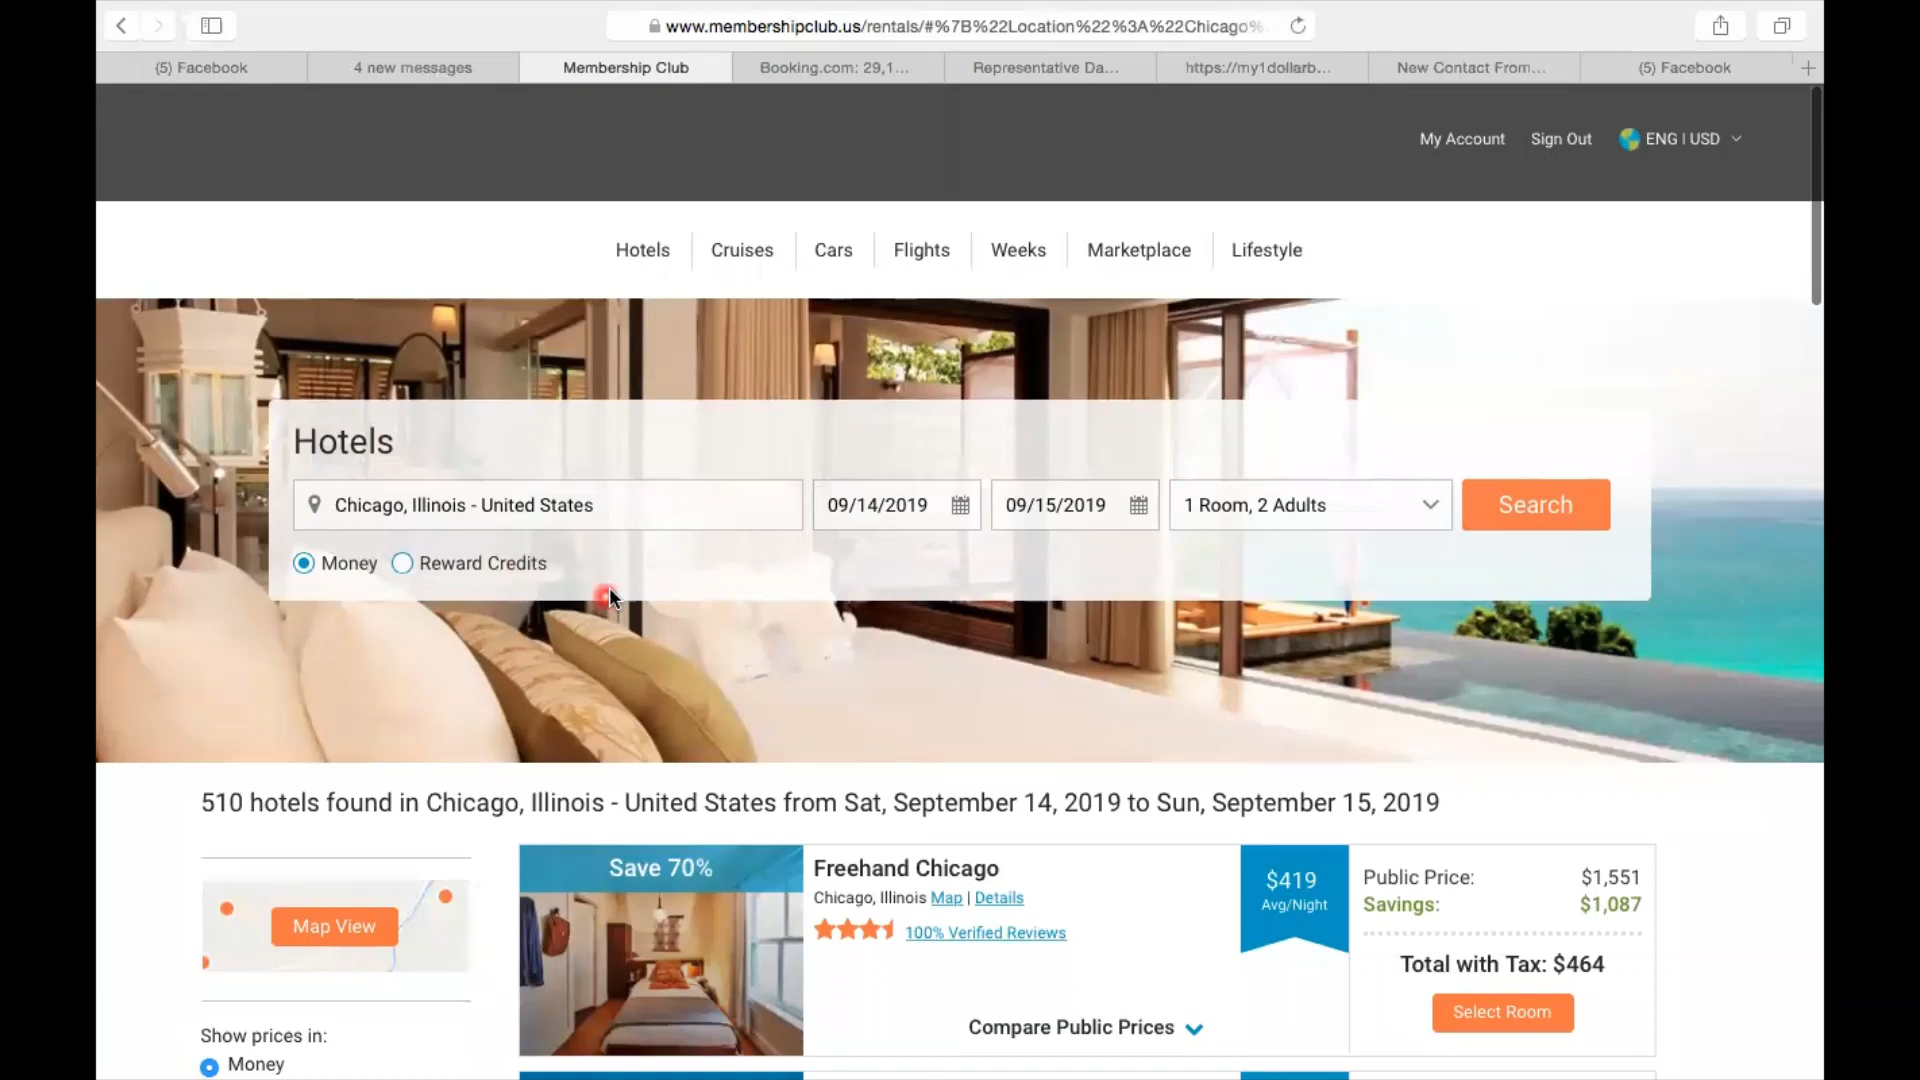 www.membershipclub.us/rentals/#%7B%22Location%22%3A%22Chicago%
(5) Facebook
4 new messages
Membership Club
Booking.com: 29,1...
Representative Da...
https://my1dollarb...
New Contact From...
(5) Facebook
My Account
Sign Out
ENG | USD
Hotels
Cruises
Cars
Flights
Weeks
Marketplace
Lifestyle
Hotels
Chicago, Illinois - United States
09/14/2019
09/15/2019
1 Room, 2 Adults
Search
Money
Reward Credits
510 hotels found in Chicago, Illinois - United States from Sat, September 14, 2019 to Sun, September 15, 2019
Map View
Show prices in:
Money
Save 70%
Freehand Chicago
Chicago, Illinois Map | Details
100% Verified Reviews
Compare Public Prices
$419
Avg/Night
Public Price: $1,551
Savings: $1,087
Total with Tax: $464
Select Room